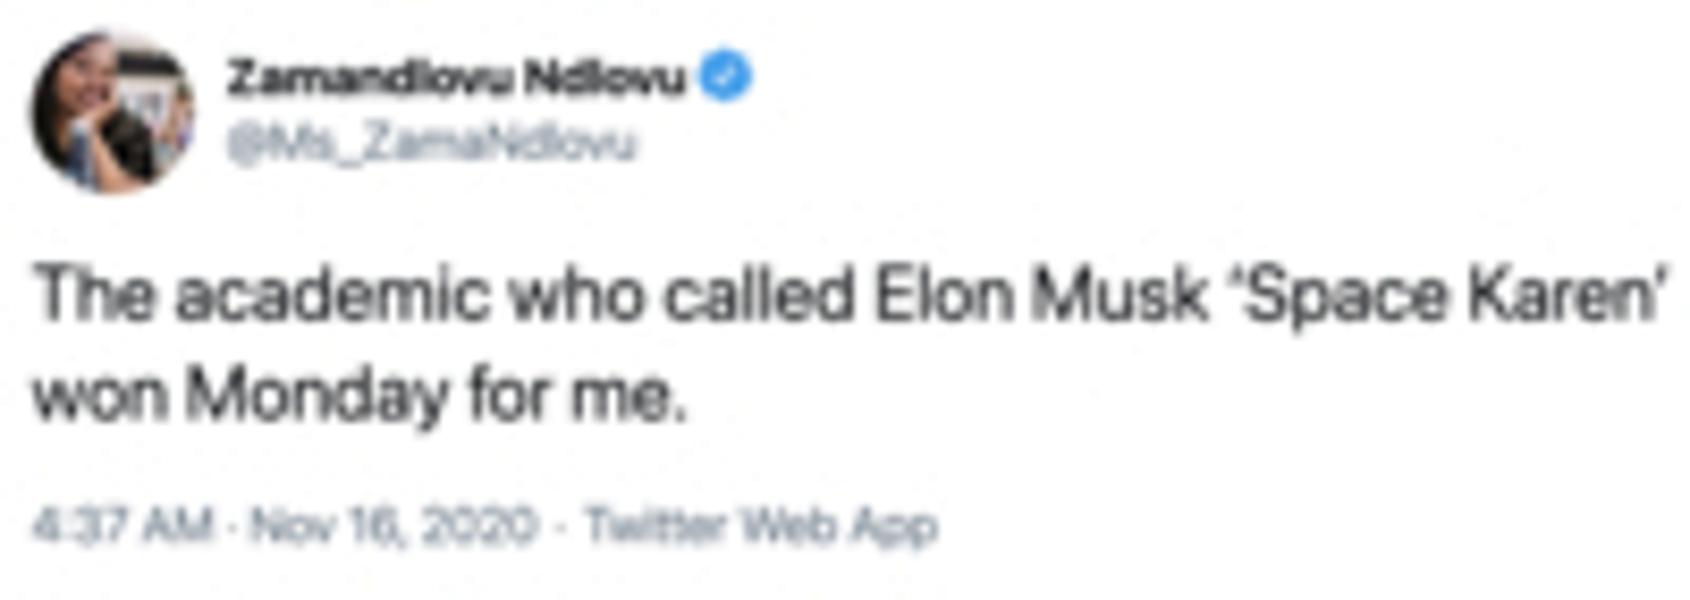 Zamandlovu Ndlovu
@Ms_ZamaNdlovu
The academic who called Elon Musk ‘Space Karen’
won Monday for me.
4:37 AM · Nov 16, 2020 · Twitter Web App